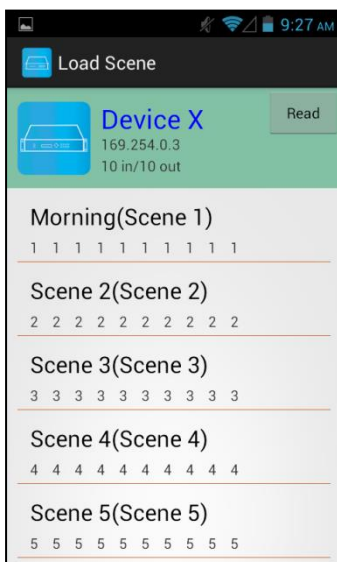 9:27 AM
Load Scene
Device X
Read
169.254.0.3
10 in/10 out
Morning(Scene 1)
1 1 1 1 1 1 1 1 1 1
Scene 2(Scene 2)
2 2 2 2 2 2 2 2 2 2
Scene 3(Scene 3)
3 3 3 3 3 3 3 3 3 3
Scene 4(Scene 4)
4 4 4 4 4 4 4 4 4 4
Scene 5(Scene 5)
5 5 5 5 5 5 5 5 5 5